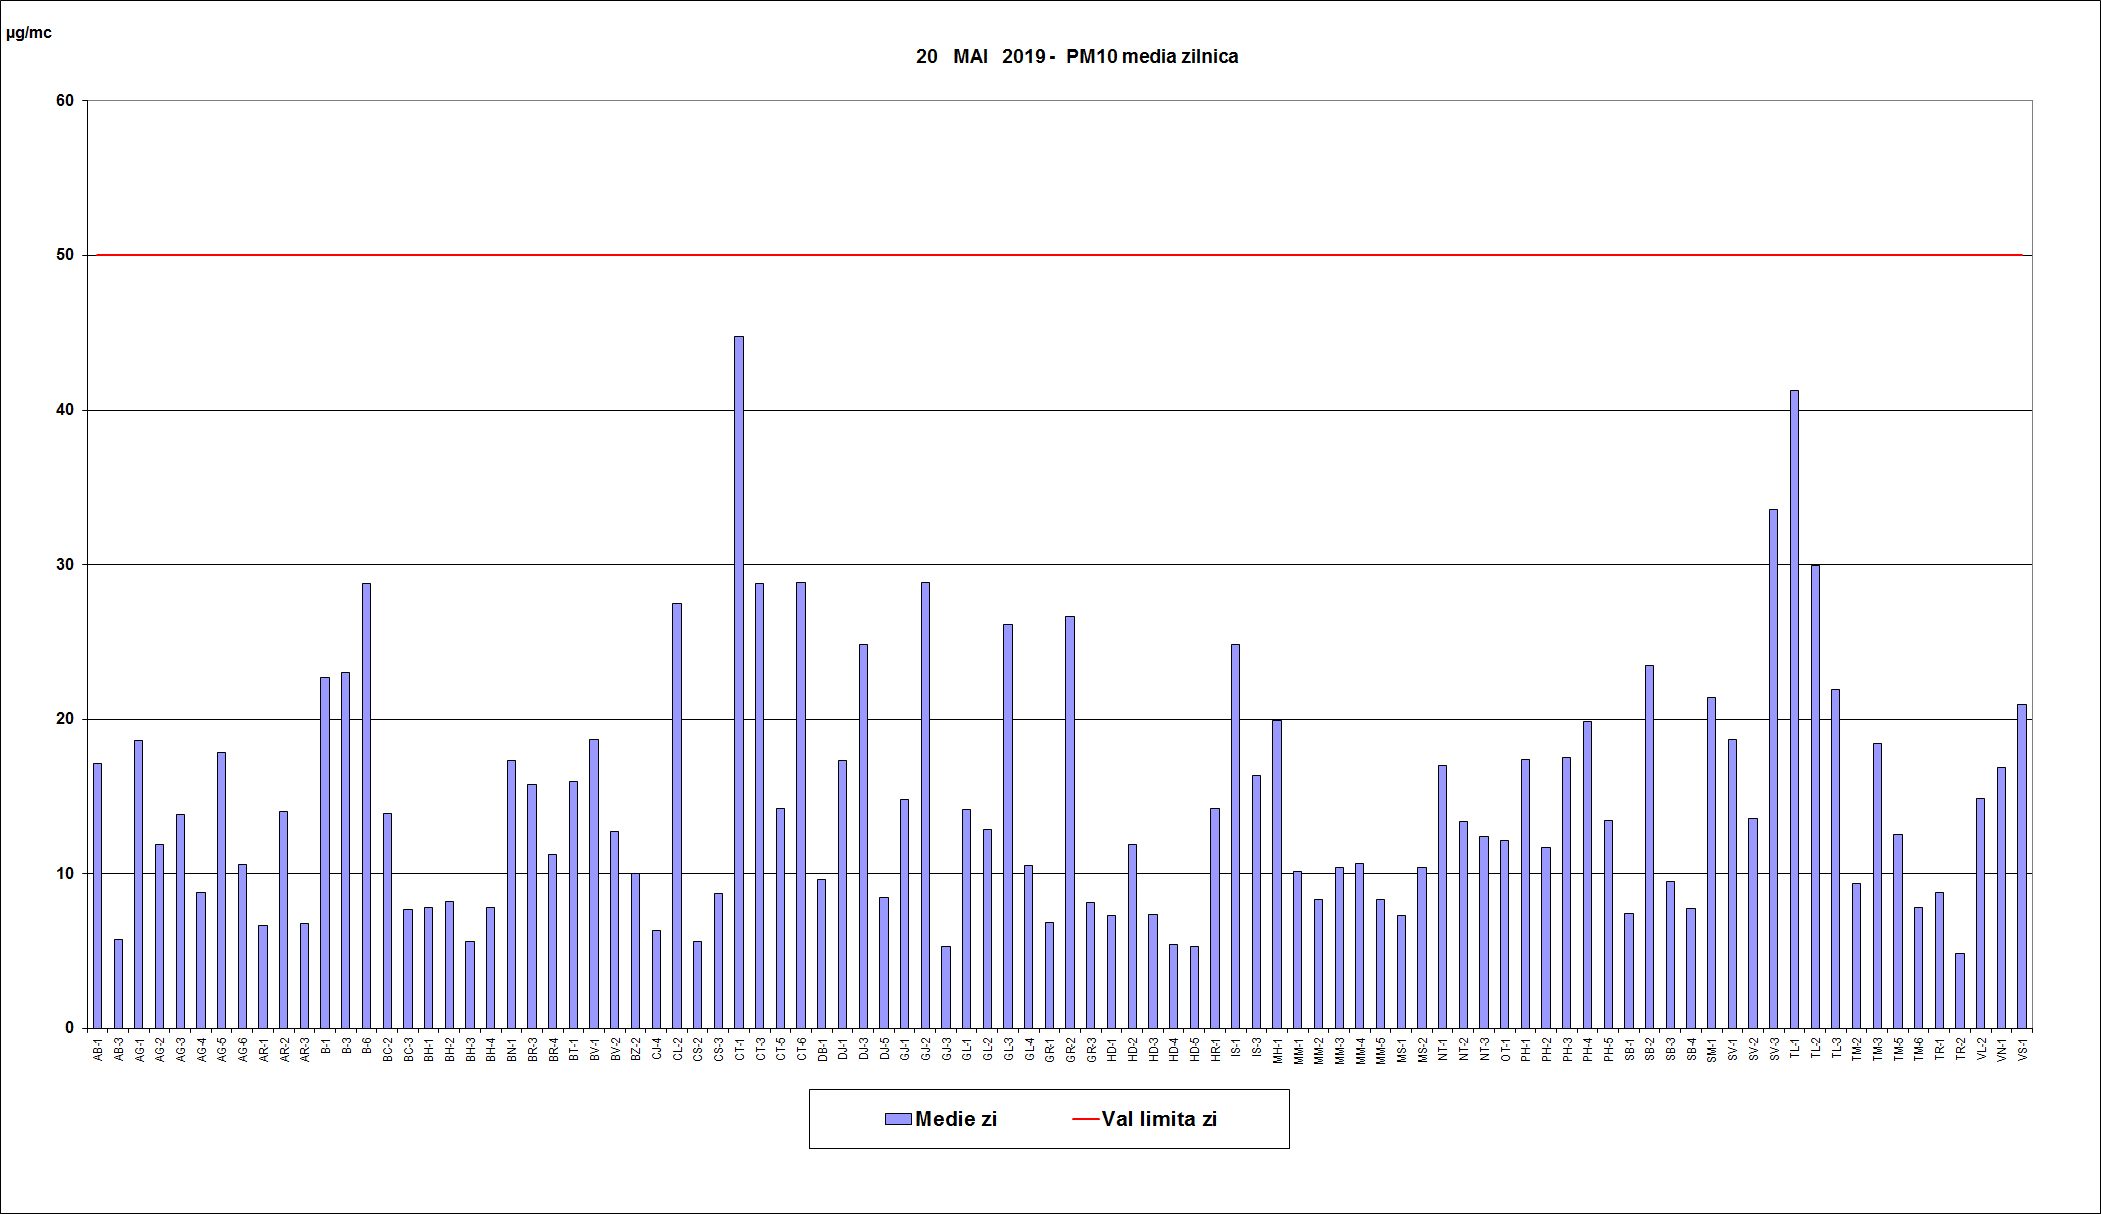 µg/mc
20 MAI 2019 - PM10 media zilnica
60
50
40
30
20
10
0
AB-1 AB-3 AG-1 AG-2 AG-3 AG-4 AG-5 AG-6 AR-1 AR-2 AR-3 B-1 B-3 B-6 BC-2 BC-3 BH-1 BH-2 BH-3 BH-4 BN-1 BR-3 BR-4 BT-1 BV-1 BV-2 BZ-2 CJ-4 CL-2 CS-2 CS-3 CT-1 CT-3 CT-5 CT-6 DB-1 DJ-1 DJ-3 DJ-5 GJ-1 GJ-2 GJ-3 GL-1 GL-2 GL-3 GL-4 GR-1 GR-2 GR-3 HD-1 HD-2 HD-3 HD-4 HD-5 HR-1 IS-1 IS-3 MH-1 MM-1 MM-2 MM-3 MM-4 MM-5 MS-1 MS-2 NT-1 NT-2 NT-3 OT-1 PH-1 PH-2 PH-3 PH-4 PH-5 SB-1 SB-2 SB-3 SB-4 SM-1 SV-1 SV-2 SV-3 TL-1 TL-2 TL-3 TM-2 TM-3 TM-5 TM-6 TR-1 TR-2 VL-2 VN-1 VS-1
Medie zi Val limita zi